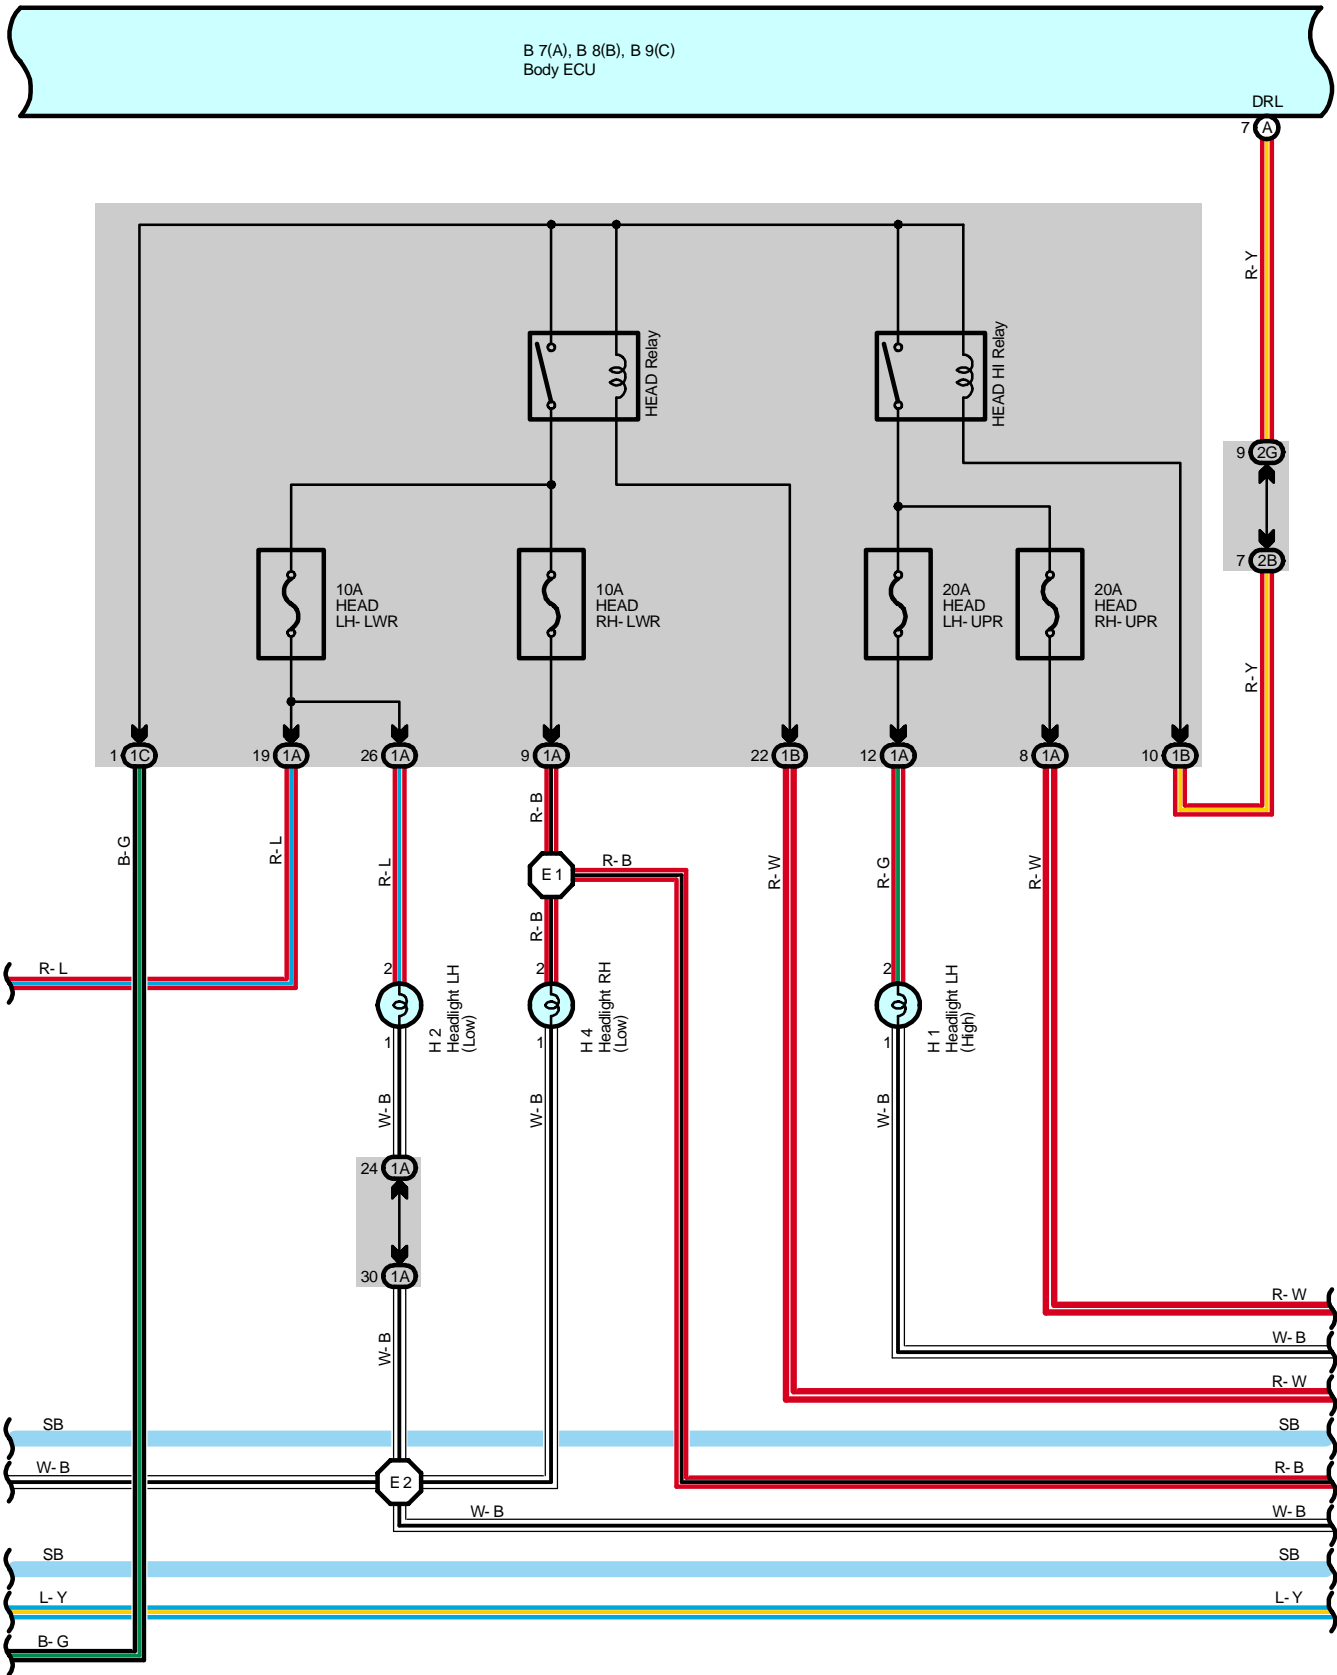 B 7(A), B 8(B), B 9(C)
Body ECU
DRL
7 A
R-Y
HEAD Relay
HEAD HI Relay
9 2G
7 2B
10A
HEAD
LH-LWR
10A
HEAD
RH-LWR
20A
HEAD
LH-UPR
20A
HEAD
RH-UPR
R-Y
1 1C
19 1A
26 1A
9 1A
22 1B
12 1A
8 1A
10 1B
B-G
R-L
R-L
R-B
R-W
R-G
R-W
E 1
R-B
R-B
R-L
2
2
2
H 2
Headlight LH
(Low)
H 4
Headlight RH
(Low)
H 1
Headlight LH
(High)
1
1
1
W-B
W-B
W-B
24 1A
30 1A
W-B
R-W
W-B
R-W
SB
SB
W-B
E 2
R-B
W-B
W-B
SB
SB
L-Y
L-Y
B-G